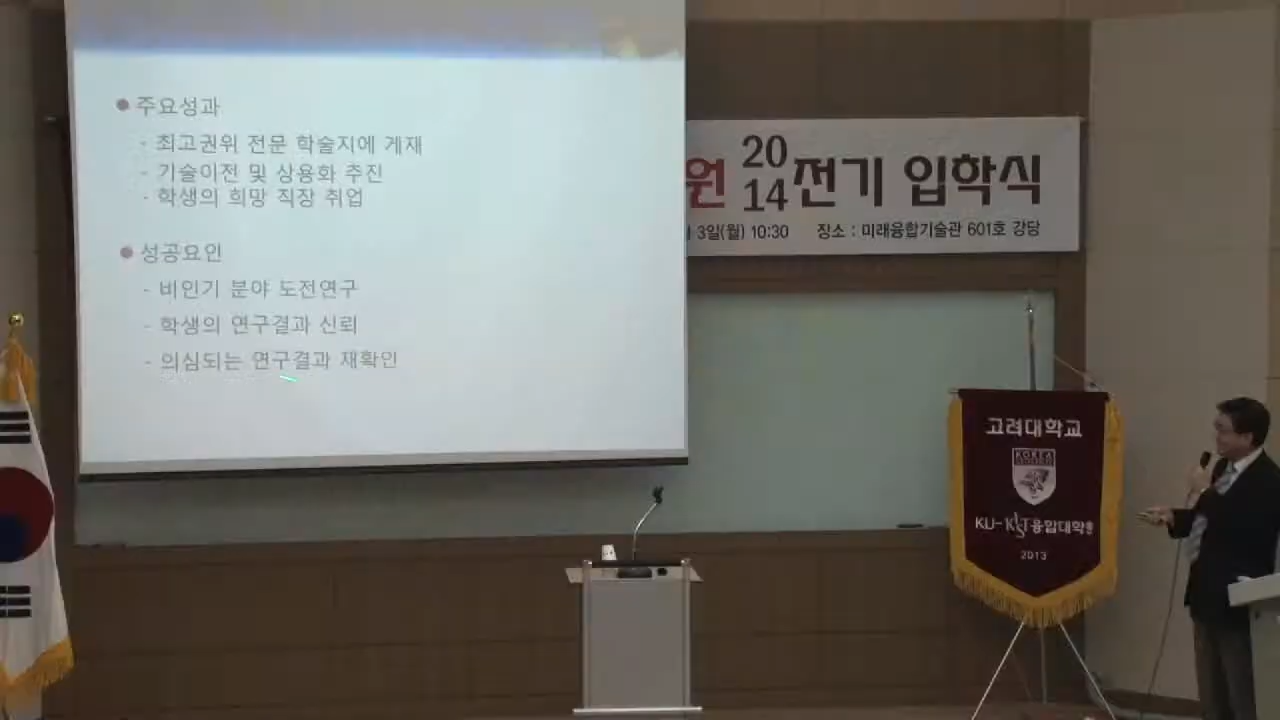 주요성과
- 최고권위 전문 학술지에 게재
- 기술이전 및 상용화 추진
- 학생의 희망 직장 취업
성공요인
- 비인기 분야 도전연구
- 학생의 연구결과 신뢰
- 의심되는 연구결과 재확인
원 2014 전기 입학식
3일(월) 10:30 장소 : 미래융합기술관 601호 강당
고려대학교
KOREA
KU-KIST융합대학원
2013